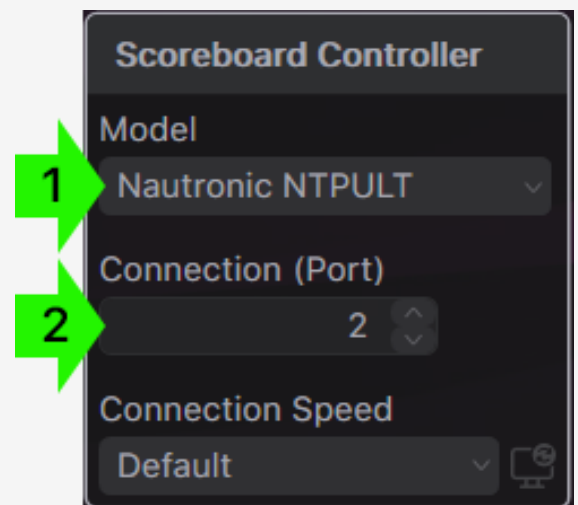 Scoreboard Controller
Model
1 Nautronic NTPULT
Connection (Port)
2 2
Connection Speed
Default